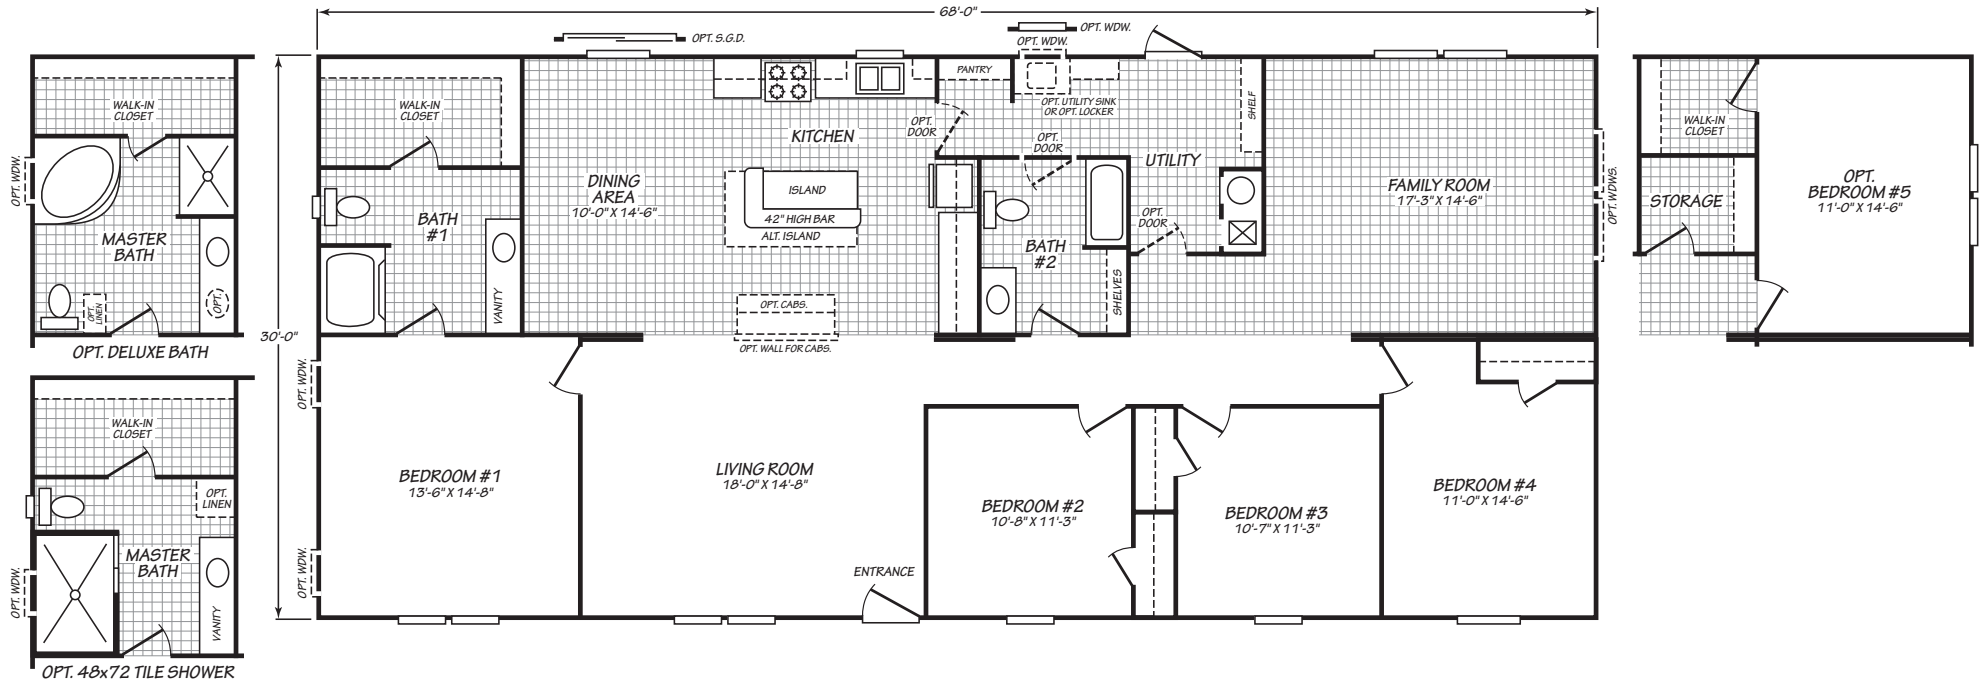 68'-0"
OPT. S.G.D.
OPT. WDW.
OPT. WDW.
WALK-IN
CLOSET
OPT. WDW.
MASTER
BATH
OPT.
LINEN
OPT.
OPT. DELUXE BATH
WALK-IN
CLOSET
OPT.
LINEN
MASTER
BATH
OPT. WDW.
VANITY
OPT. 48x72 TILE SHOWER
30'-0"
WALK-IN
CLOSET
BATH
#1
VANITY
DINING
AREA
10'-0" X 14'-6"
KITCHEN
ISLAND
42" HIGH BAR
ALT. ISLAND
OPT. CABS.
OPT. WALL FOR CABS.
PANTRY
OPT.
DOOR
OPT. UTILITY SINK
OR OPT. LOCKER
OPT.
DOOR
SHELF
UTILITY
OPT.
DOOR
BATH
#2
SHELVES
FAMILY ROOM
17'-3" X 14'-6"
OPT. WDWS.
WALK-IN
CLOSET
STORAGE
OPT.
BEDROOM #5
11'-0" X 14'-6"
OPT. WDW.
OPT. WDW.
BEDROOM #1
13'-6" X 14'-8"
LIVING ROOM
18'-0" X 14'-8"
ENTRANCE
BEDROOM #2
10'-8" X 11'-3"
BEDROOM #3
10'-7" X 11'-3"
BEDROOM #4
11'-0" X 14'-6"